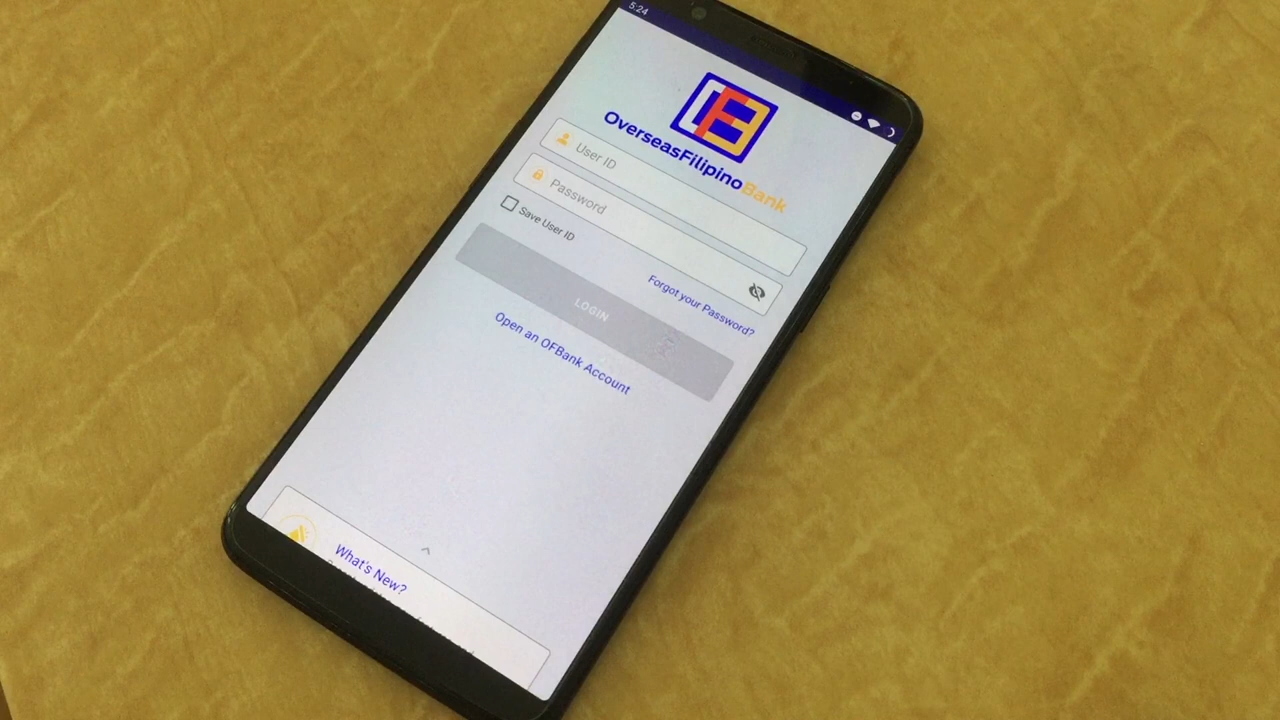 5:24
OverseasFilipinoBank
User ID
Password
Save User ID
Forgot your Password?
LOGIN
Open an OFBank Account
What's New?